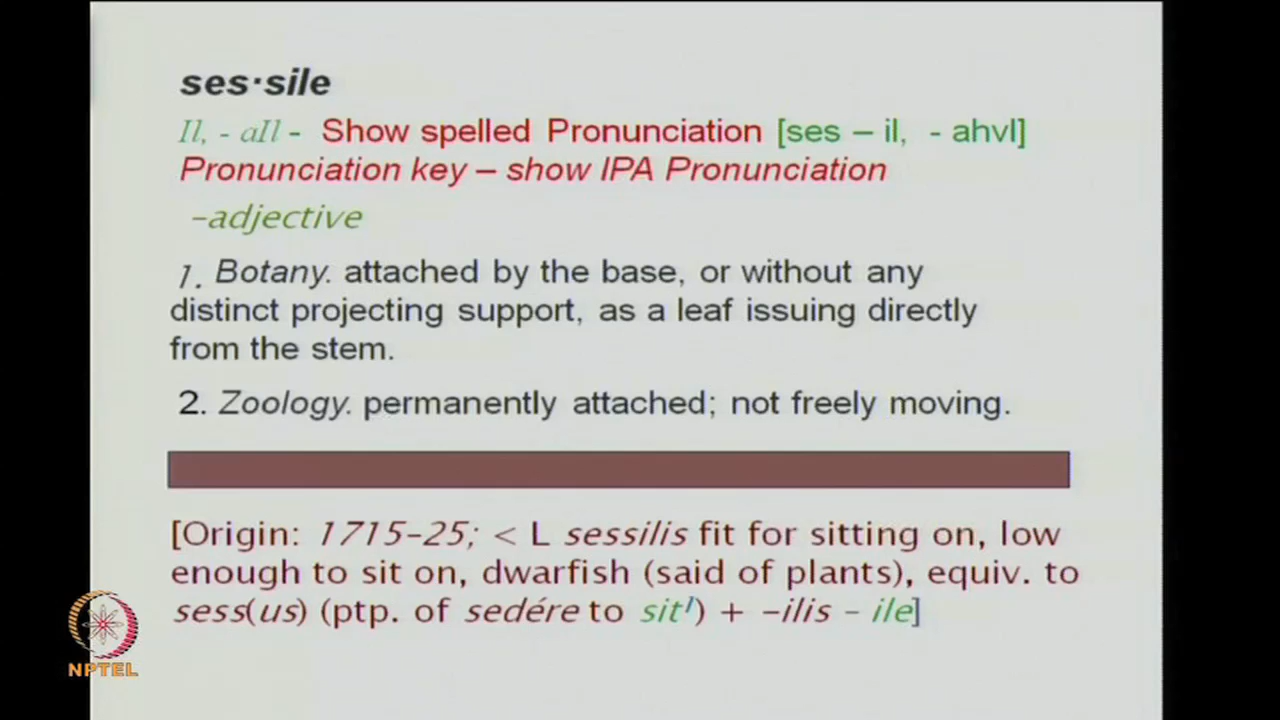 ses·sile
Il, - aIl - Show spelled Pronunciation [ses – il, - ahvl]
Pronunciation key – show IPA Pronunciation
–adjective
1. Botany. attached by the base, or without any
distinct projecting support, as a leaf issuing directly
from the stem.
2. Zoology. permanently attached; not freely moving.
[Origin: 1715–25; < L sessilis fit for sitting on, low
enough to sit on, dwarfish (said of plants), equiv. to
sess(us) (ptp. of sedére to sit¹) + –ilis – ile]
NPTEL